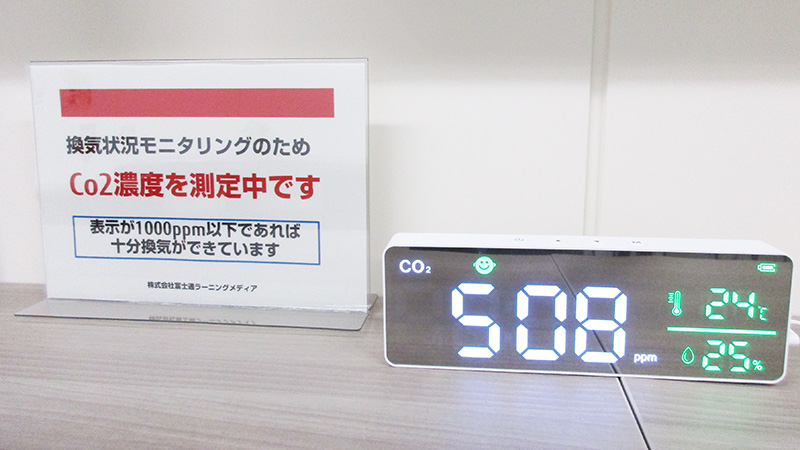 換気状況モニタリングのため
Co2濃度を測定中です
表示が1000ppm以下であれば
十分換気ができています
株式会社富士通ラーニングメディア
CO₂
508 ppm
24℃
25%